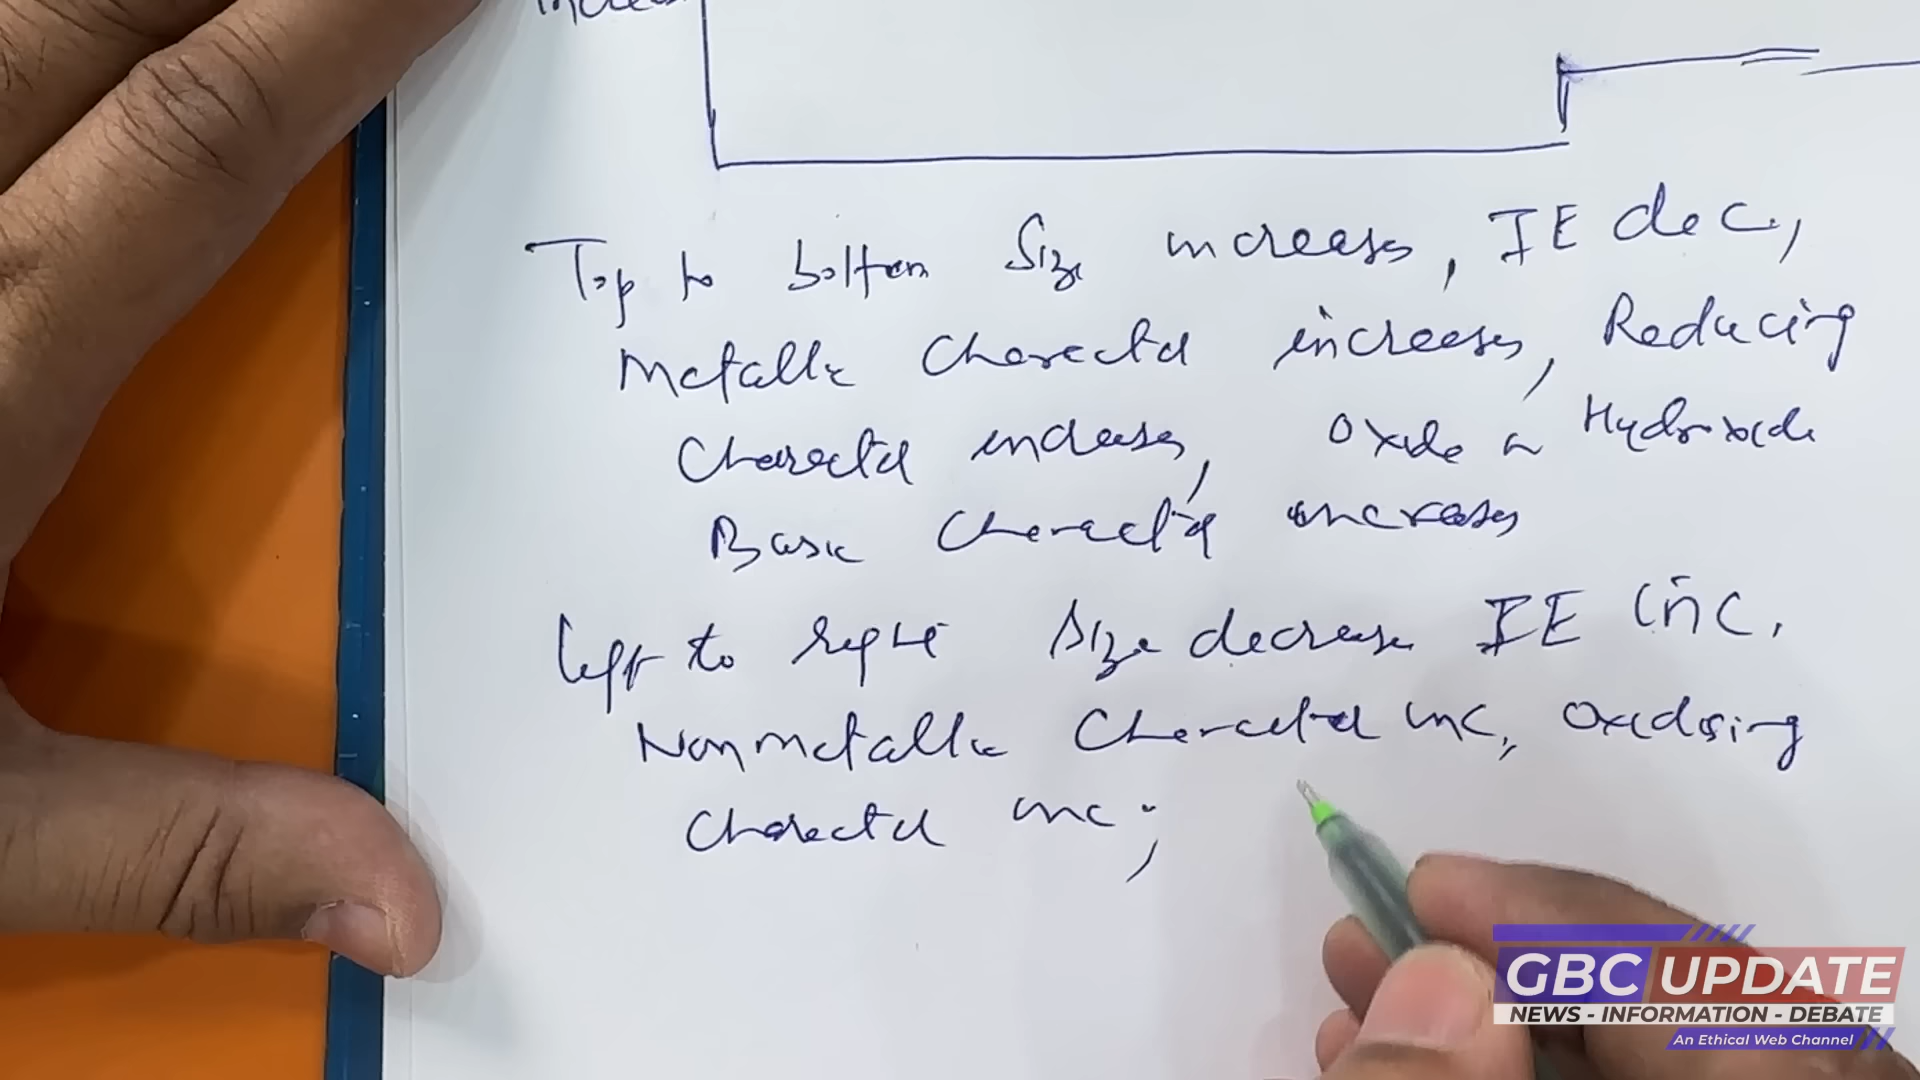 Top to bottom Size increases, IE dec.,
Metallic Character increases, Reducing
Character increases, Oxide n Hydroxide
Basic Character increases
left to right Size decrease IE inc.
Nonmetallic Character inc, Oxidising
Character inc;
GBC UPDATE
NEWS - INFORMATION - DEBATE
An Ethical Web Channel